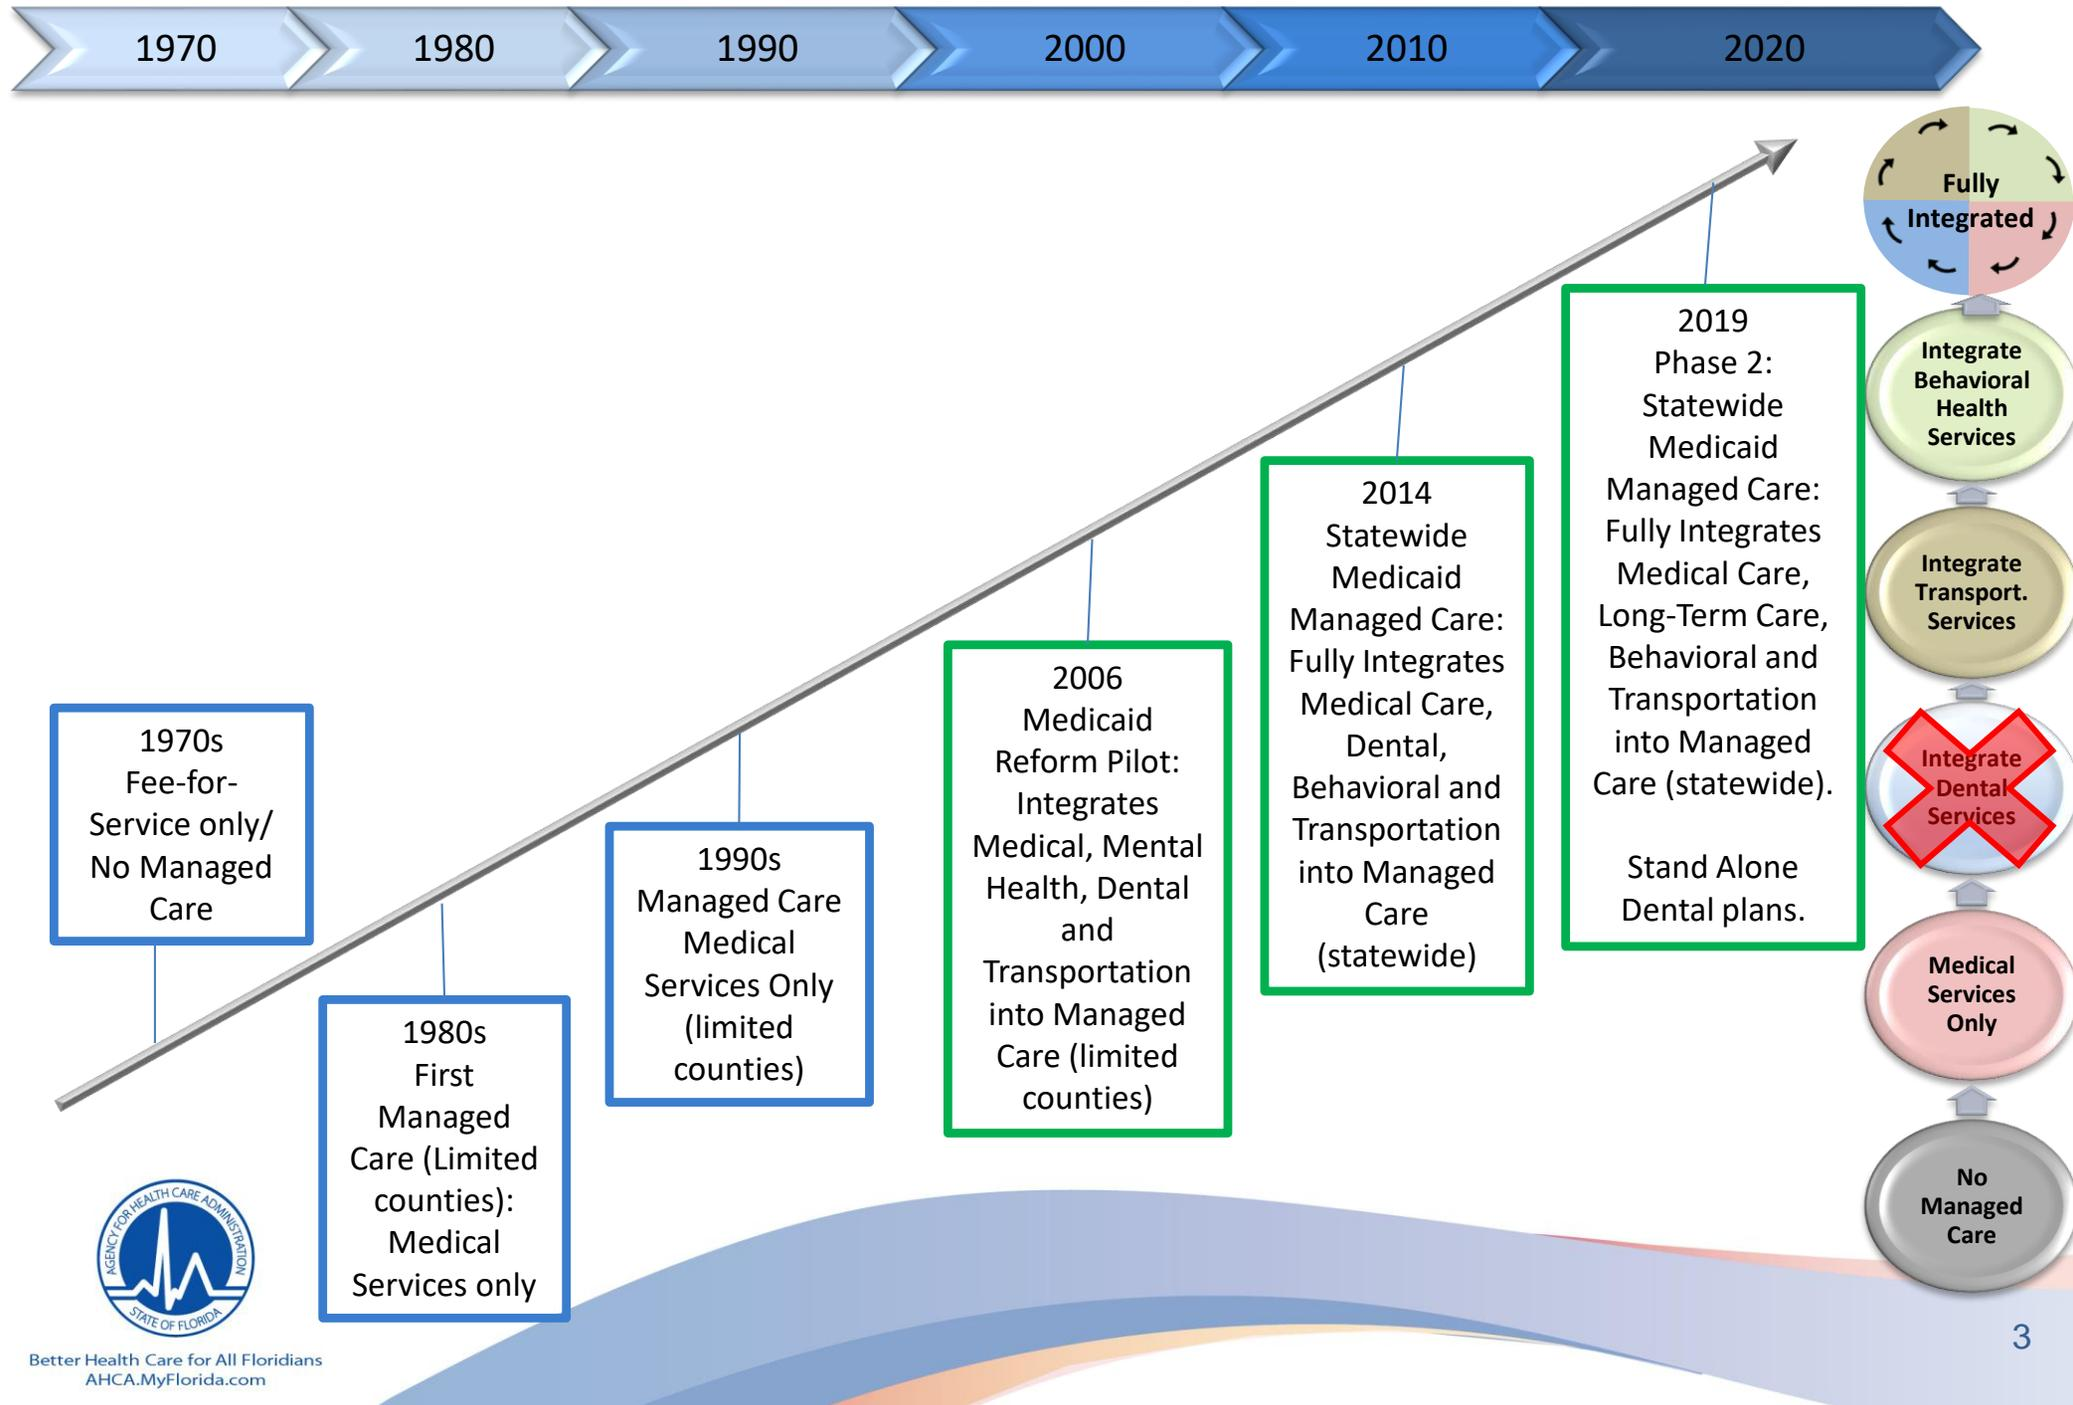 1970
1980
1990
2000
2010
2020
1970s
Fee-for-
Service only/
No Managed
Care
1980s
First
Managed
Care (Limited
counties):
Medical
Services only
1990s
Managed Care
Medical
Services Only
(limited
counties)
2006
Medicaid
Reform Pilot:
Integrates
Medical, Mental
Health, Dental
and
Transportation
into Managed
Care (limited
counties)
2014
Statewide
Medicaid
Managed Care:
Fully Integrates
Medical Care,
Dental,
Behavioral and
Transportation
into Managed
Care
(statewide)
2019
Phase 2:
Statewide
Medicaid
Managed Care:
Fully Integrates
Medical Care,
Long-Term Care,
Behavioral and
Transportation
into Managed
Care (statewide).
Stand Alone
Dental plans.
Fully
Integrated
Integrate
Behavioral
Health
Services
Integrate
Transport.
Services
Integrate
Dental
Services
Medical
Services
Only
No
Managed
Care
AGENCY FOR HEALTH CARE ADMINISTRATION
STATE OF FLORIDA
Better Health Care for All Floridians
AHCA.MyFlorida.com
3